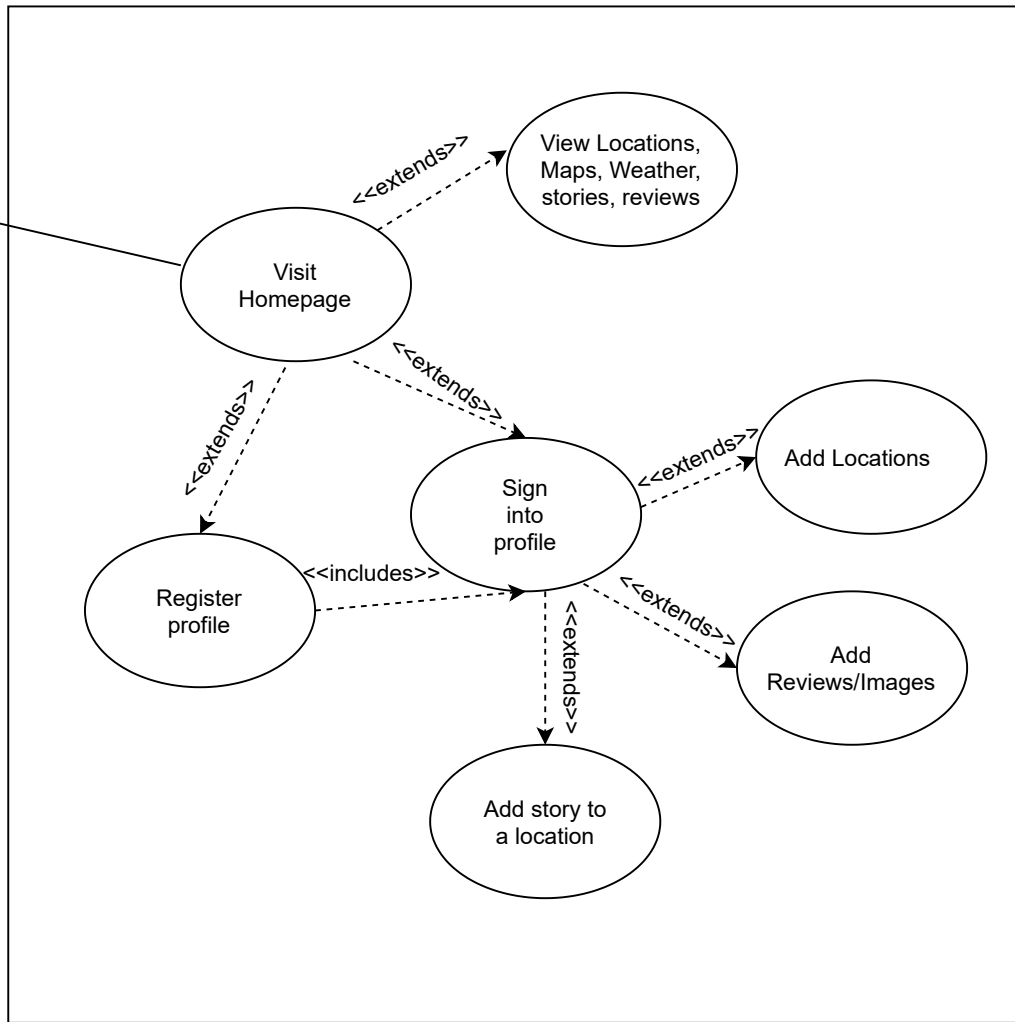 <<extends>>
View Locations,
Maps, Weather,
stories, reviews
Visit
Homepage
<<extends>>
<<extends>>
<<extends>>
Add Locations
Sign
into
profile
<<includes>>
Register
profile
<<extends>>
<<extends>>
Add
Reviews/Images
Add story to
a location